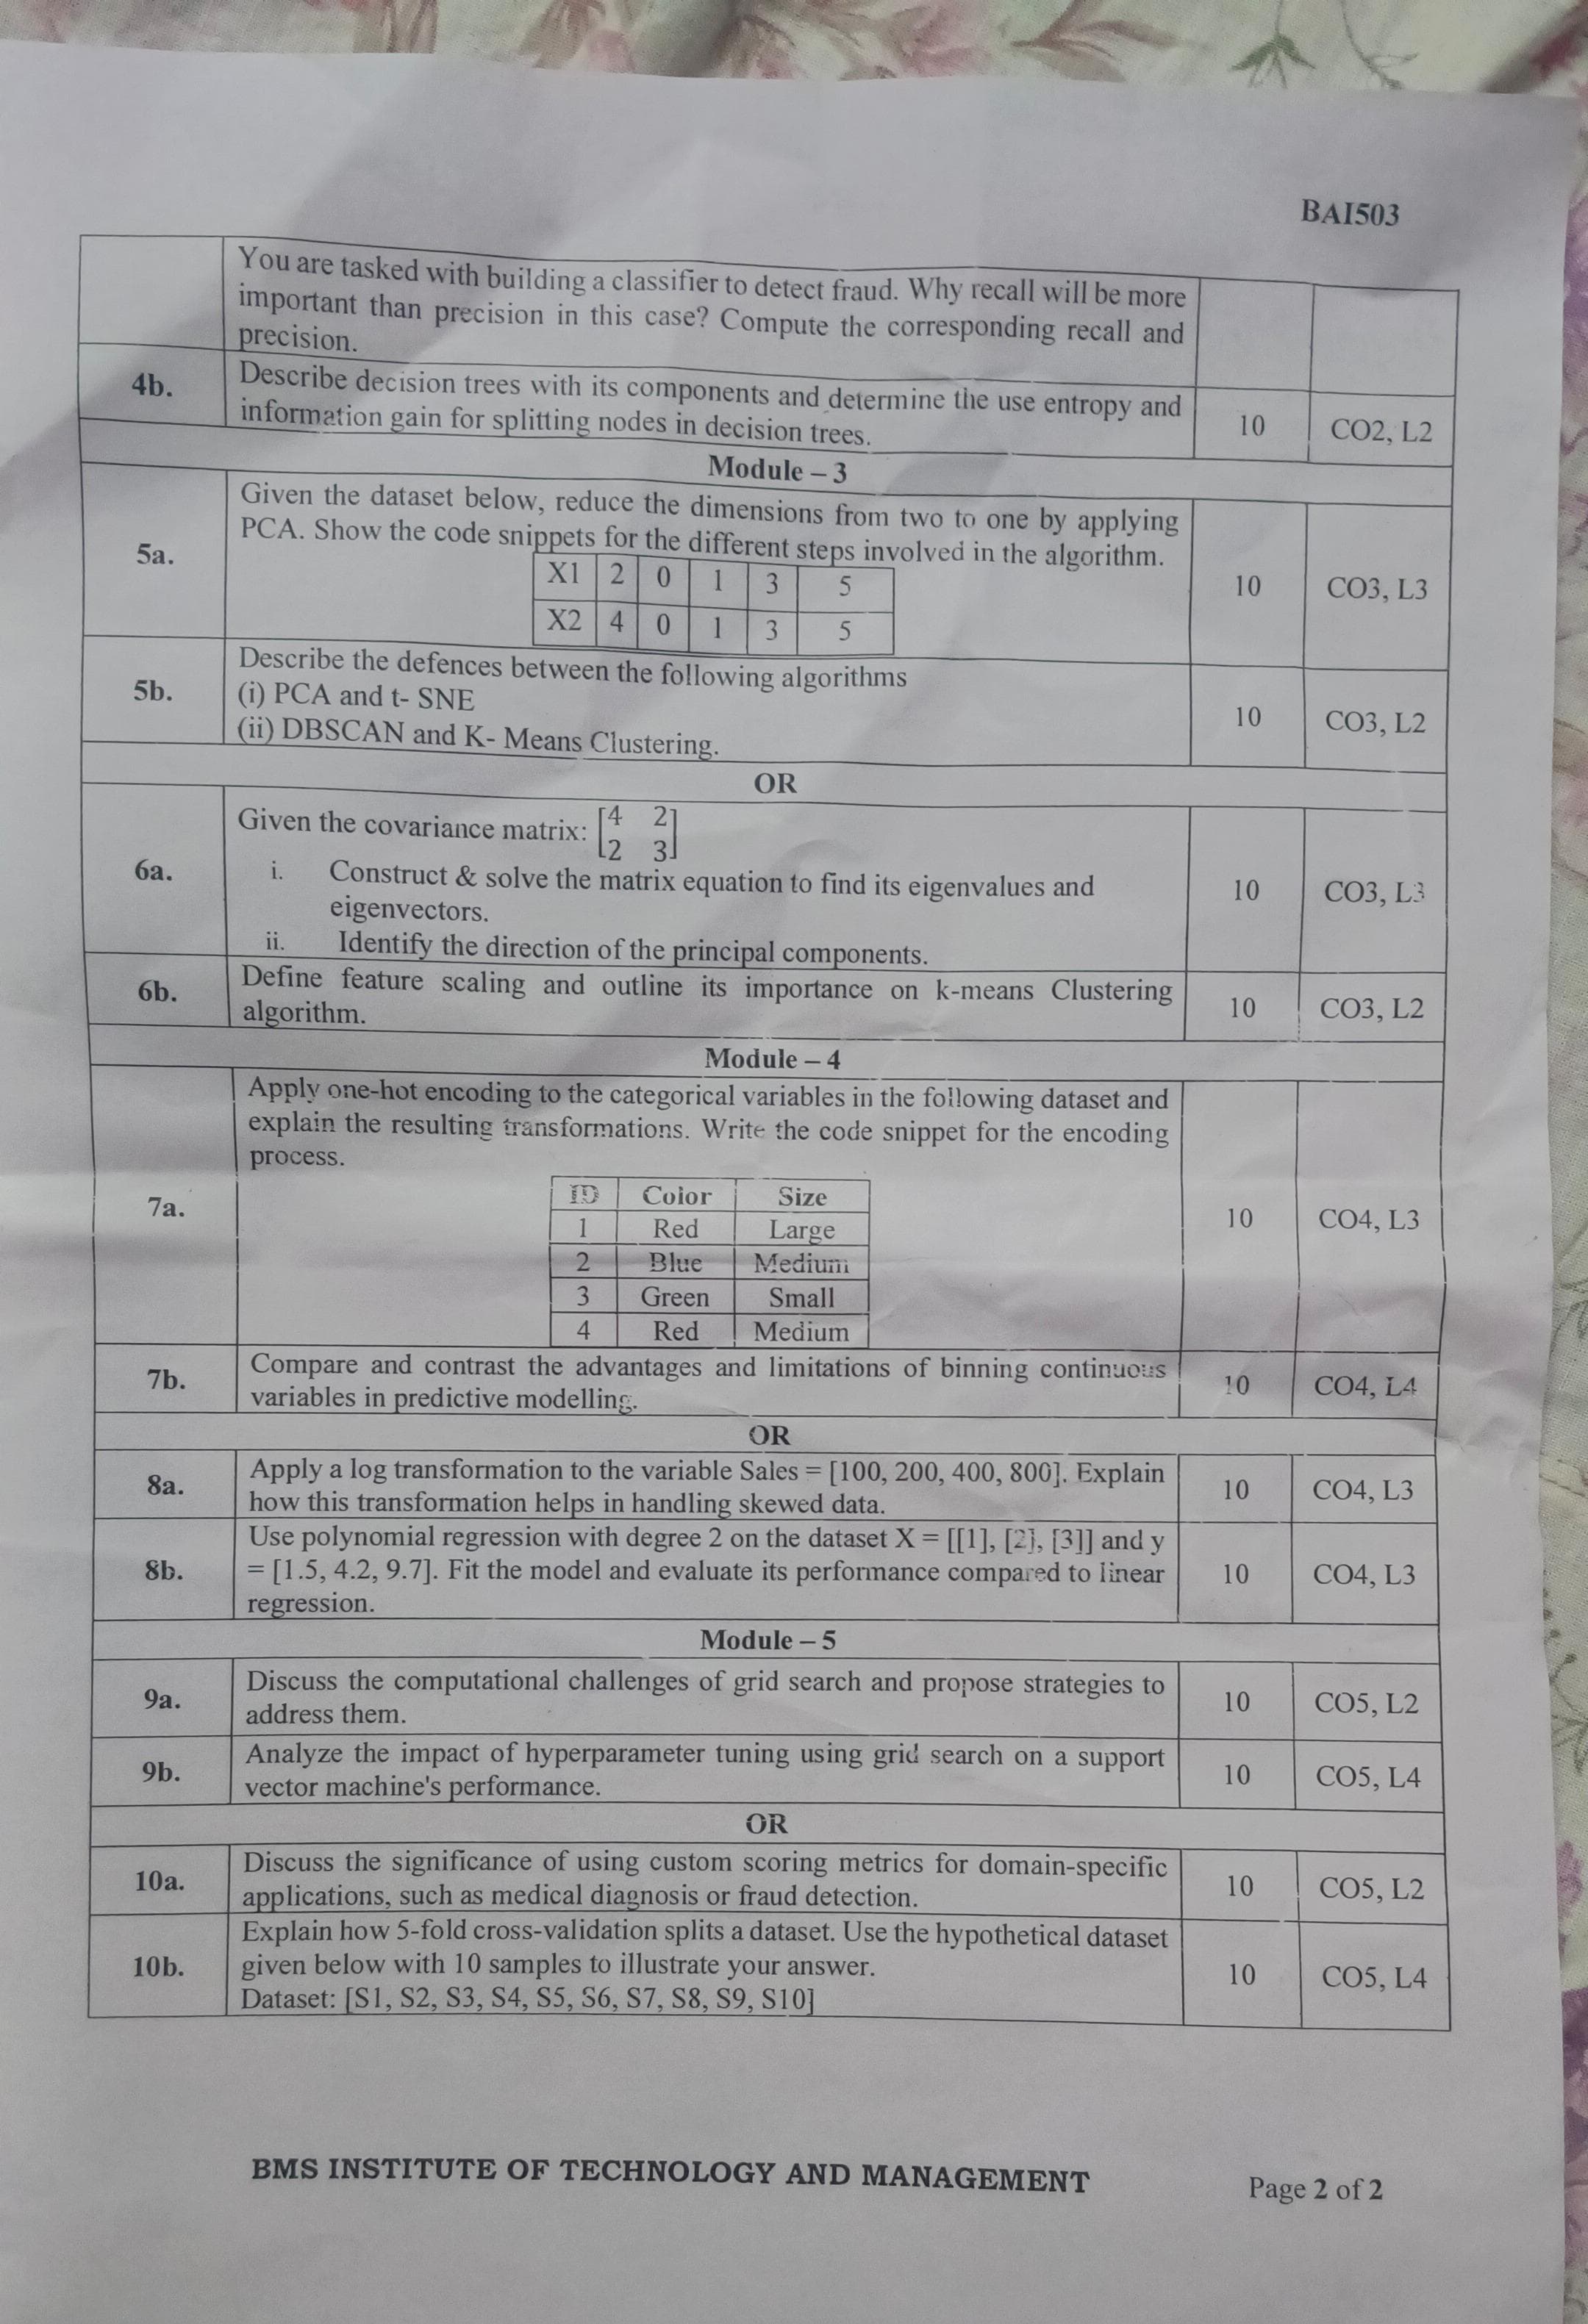 BAI503
You are tasked with building a classifier to detect fraud. Why recall will be more
important than precision in this case? Compute the corresponding recall and
precision.
4b. Describe decision trees with its components and determine the use entropy and
information gain for splitting nodes in decision trees. 10 CO2, L2
Module – 3
5a. Given the dataset below, reduce the dimensions from two to one by applying
PCA. Show the code snippets for the different steps involved in the algorithm. 10 CO3, L3
X1 2 0 1 3 5
X2 4 0 1 3 5
5b. Describe the defences between the following algorithms
(i) PCA and t- SNE
(ii) DBSCAN and K- Means Clustering. 10 CO3, L2
OR
6a. Given the covariance matrix: [4 2
2 3]
i. Construct & solve the matrix equation to find its eigenvalues and
eigenvectors. 10 CO3, L3
ii. Identify the direction of the principal components.
6b. Define feature scaling and outline its importance on k-means Clustering
algorithm. 10 CO3, L2
Module – 4
7a. Apply one-hot encoding to the categorical variables in the following dataset and
explain the resulting transformations. Write the code snippet for the encoding
process. 10 CO4, L3
ID Color Size
1 Red Large
2 Blue Medium
3 Green Small
4 Red Medium
7b. Compare and contrast the advantages and limitations of binning continuous
variables in predictive modelling. 10 CO4, L4
OR
8a. Apply a log transformation to the variable Sales = [100, 200, 400, 800]. Explain
how this transformation helps in handling skewed data. 10 CO4, L3
8b. Use polynomial regression with degree 2 on the dataset X = [[1], [2], [3]] and y
= [1.5, 4.2, 9.7]. Fit the model and evaluate its performance compared to linear
regression. 10 CO4, L3
Module – 5
9a. Discuss the computational challenges of grid search and propose strategies to
address them. 10 CO5, L2
9b. Analyze the impact of hyperparameter tuning using grid search on a support
vector machine's performance. 10 CO5, L4
OR
10a. Discuss the significance of using custom scoring metrics for domain-specific
applications, such as medical diagnosis or fraud detection. 10 CO5, L2
10b. Explain how 5-fold cross-validation splits a dataset. Use the hypothetical dataset
given below with 10 samples to illustrate your answer.
Dataset: [S1, S2, S3, S4, S5, S6, S7, S8, S9, S10] 10 CO5, L4
BMS INSTITUTE OF TECHNOLOGY AND MANAGEMENT
Page 2 of 2